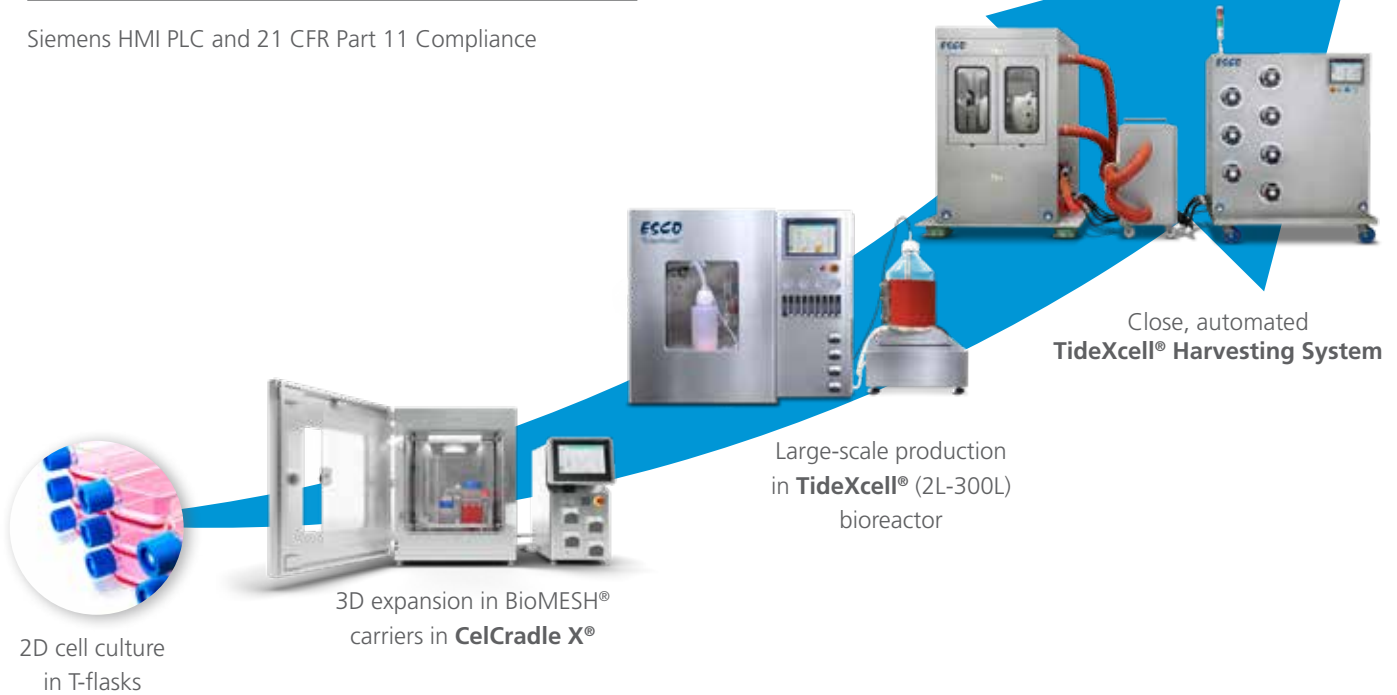 Siemens HMI PLC and 21 CFR Part 11 Compliance
ESCO
ESCO
ESCO
Close, automated
TideXcell® Harvesting System
Large-scale production
in TideXcell® (2L-300L)
bioreactor
3D expansion in BioMESH®
carriers in CelCradle X®
2D cell culture
in T-flasks